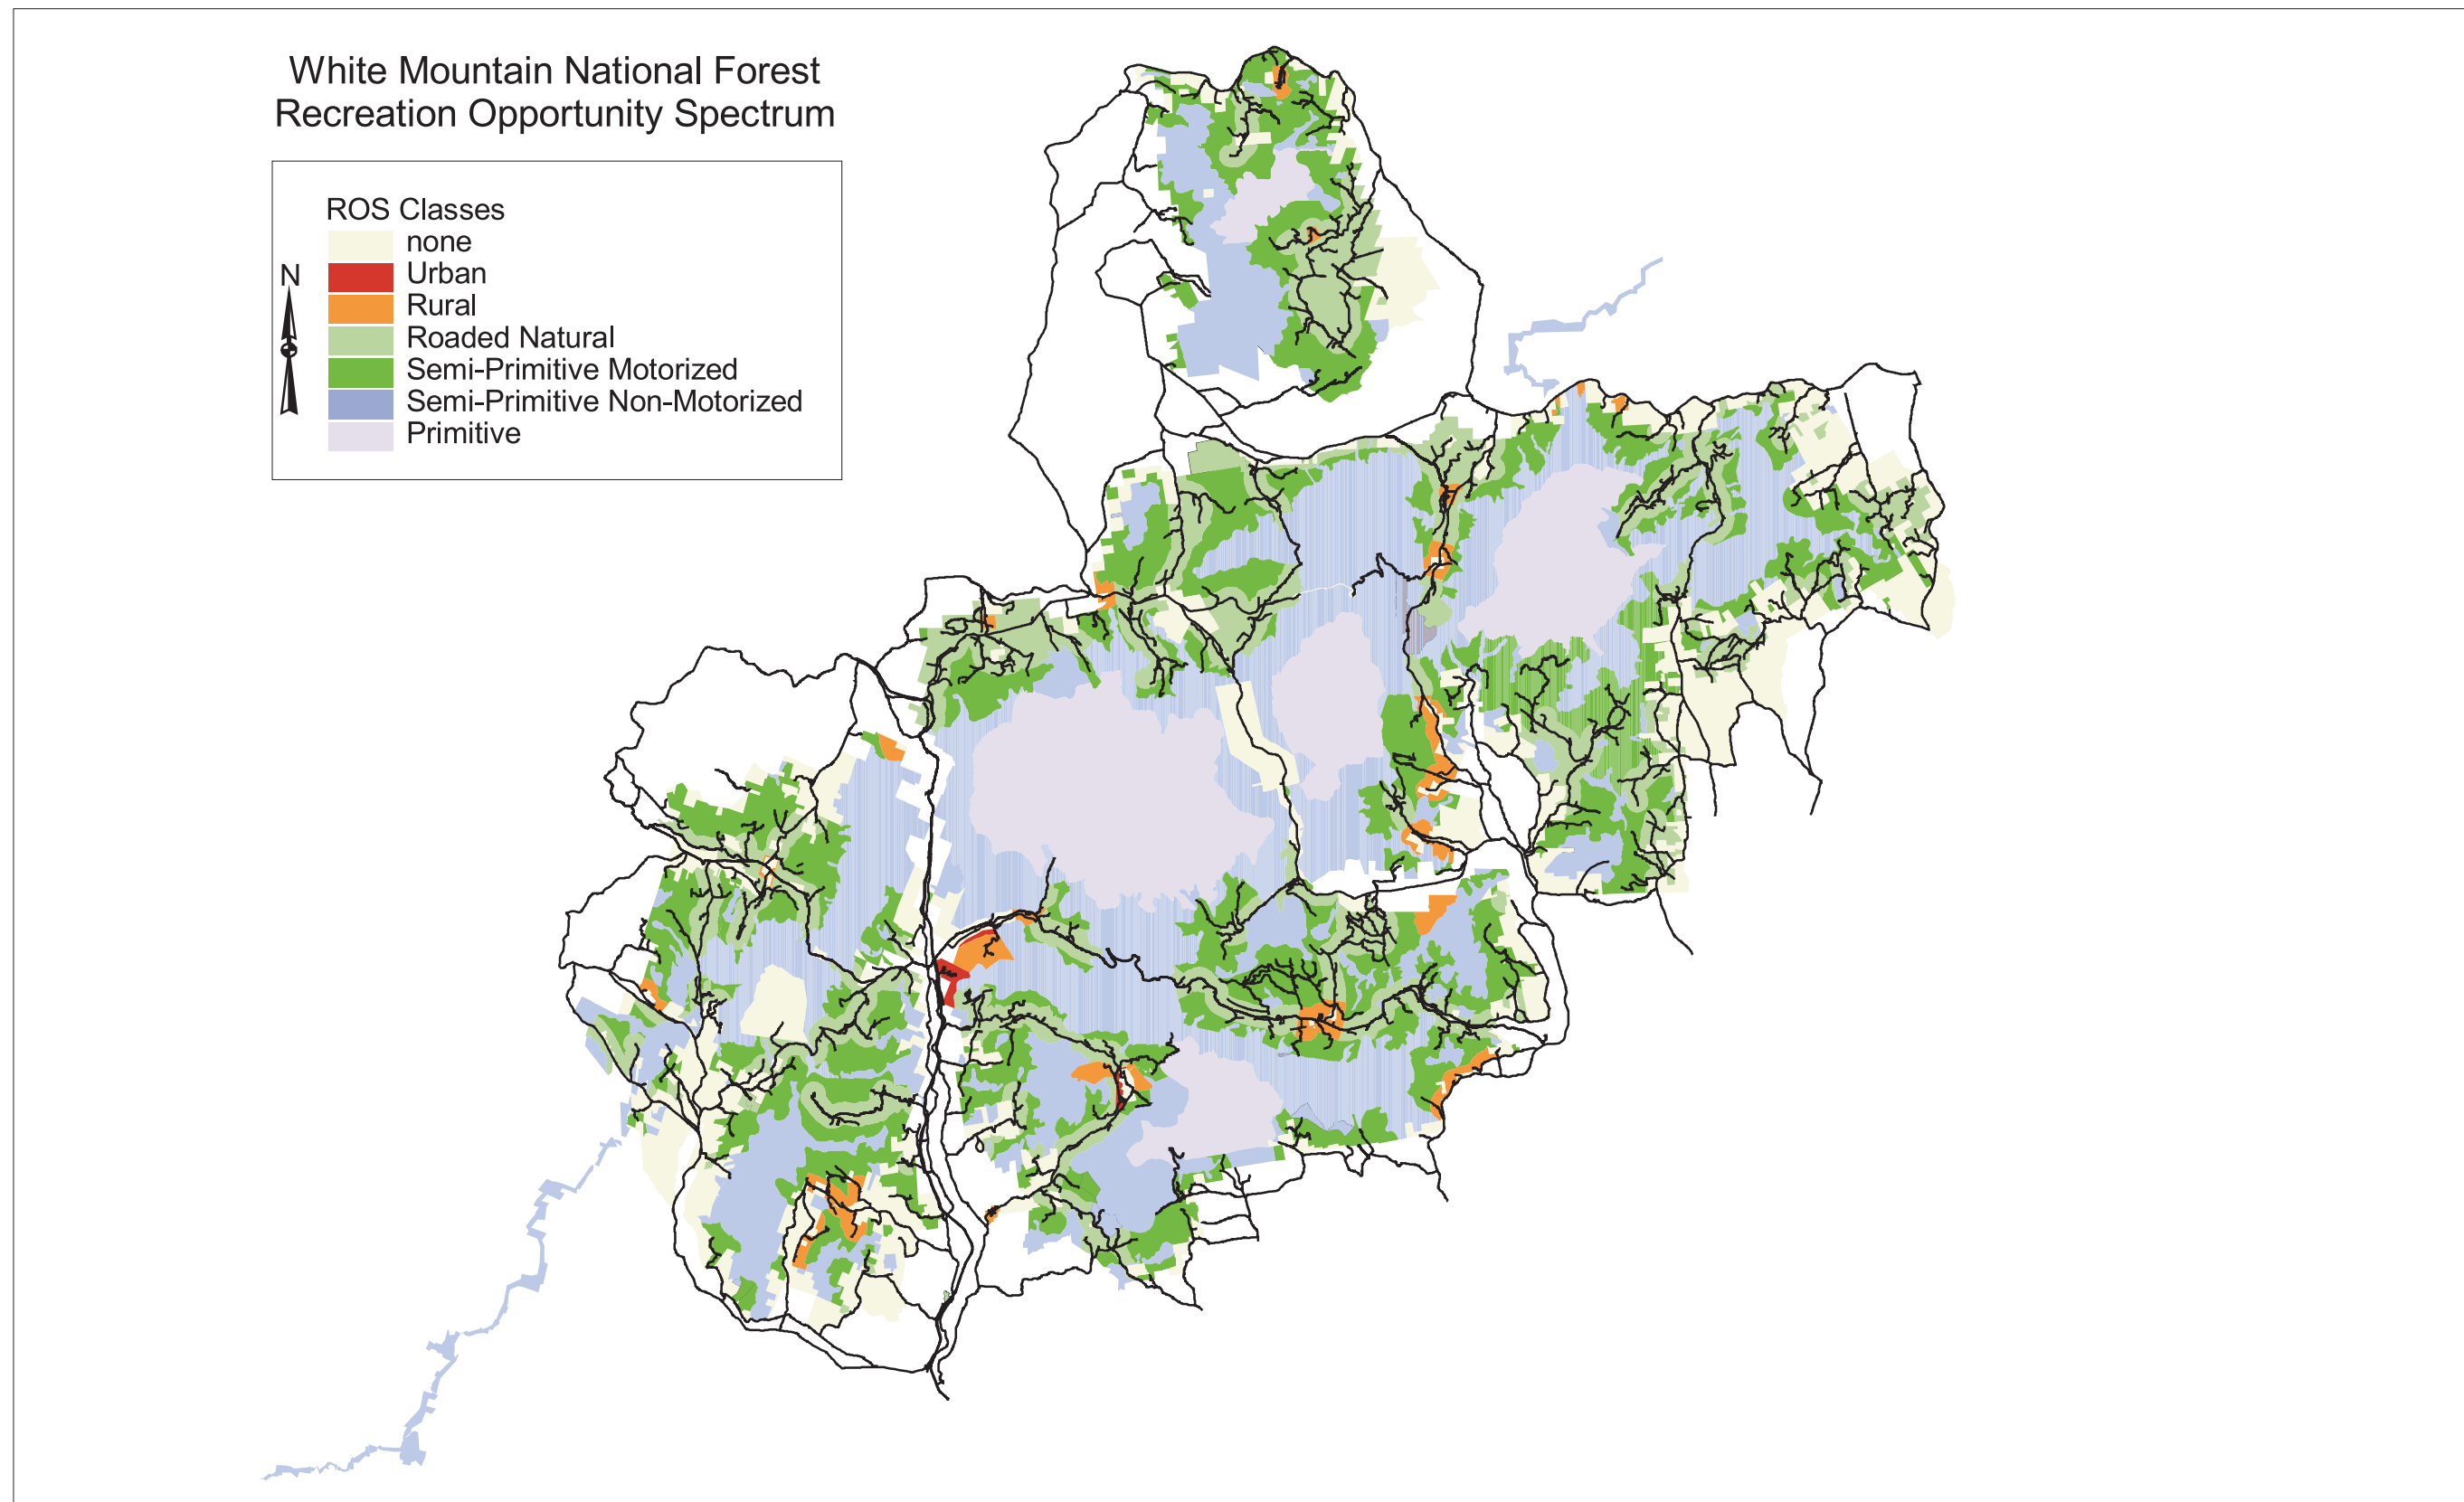 White Mountain National Forest
Recreation Opportunity Spectrum
ROS Classes
none
Urban
Rural
Roaded Natural
Semi-Primitive Motorized
Semi-Primitive Non-Motorized
Primitive
N